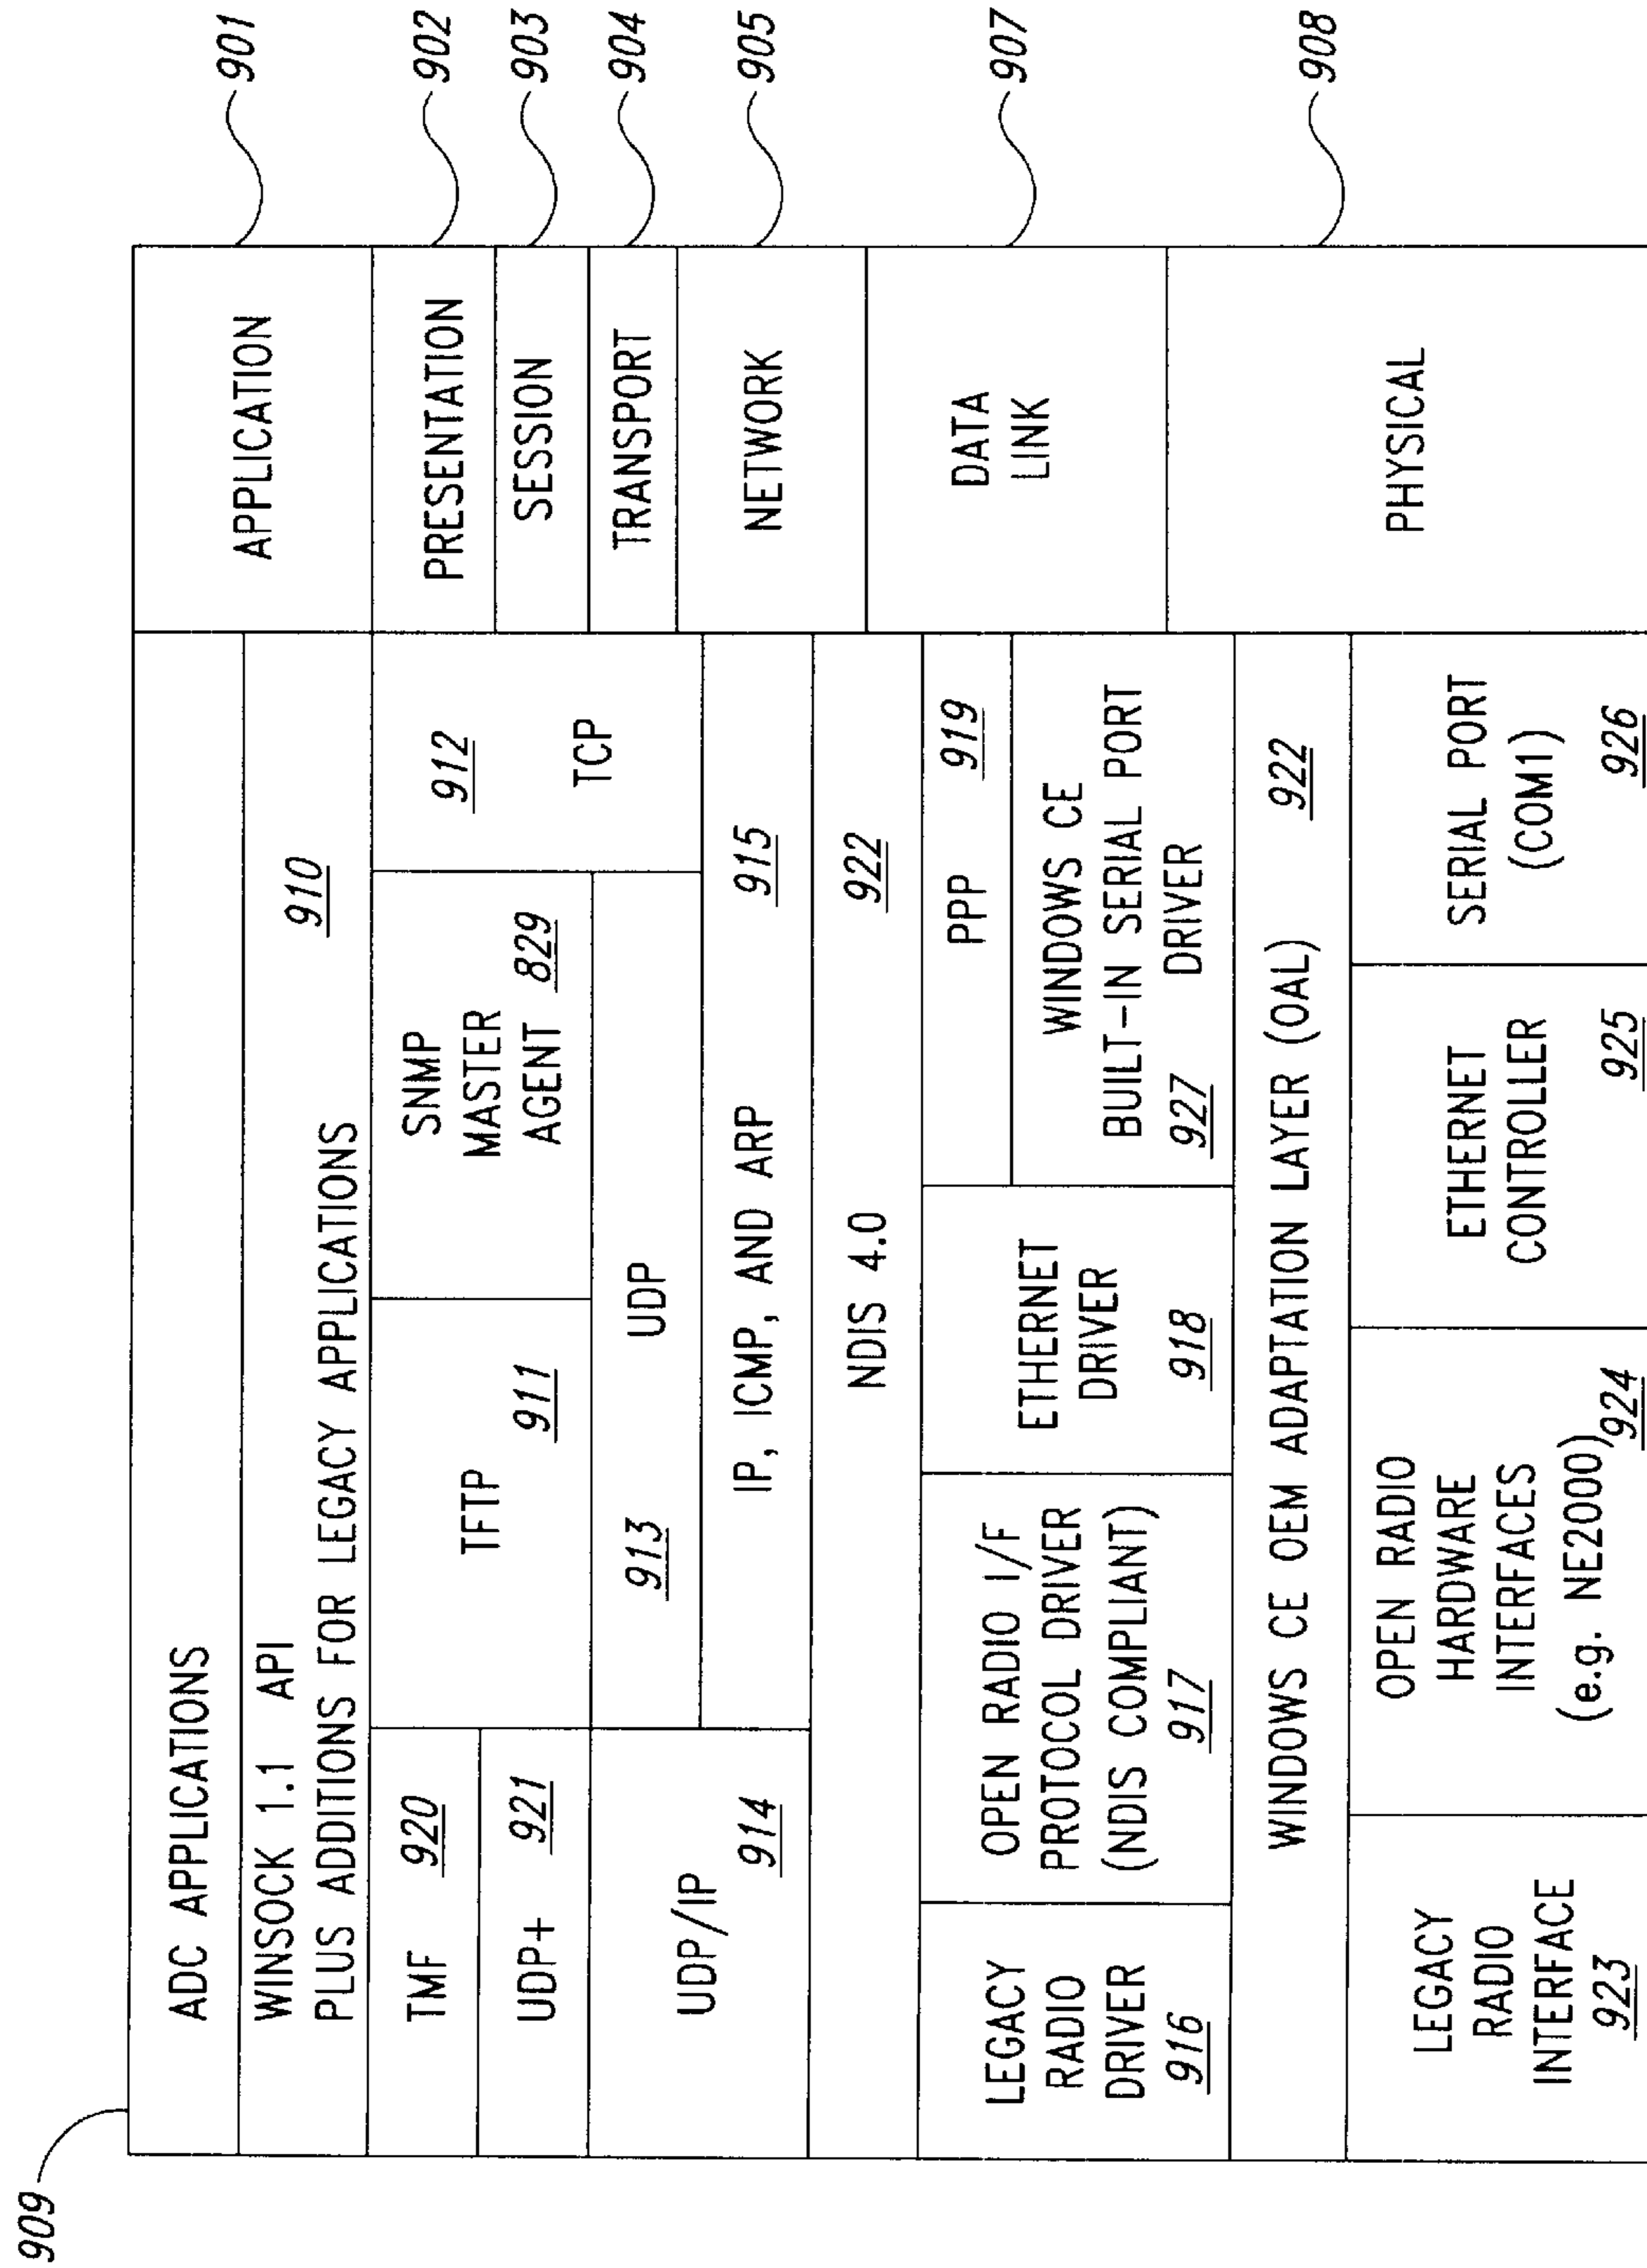 909
ADC APPLICATIONS
WINSOCK 1.1 API
PLUS ADDITIONS FOR LEGACY APPLICATIONS
910
TMF 920
UDP+ 921
TFTP
911
SNMP
MASTER
AGENT 829
912
TCP
UDP/IP
914
913
UDP
IP, ICMP, AND ARP
915
NDIS 4.0
922
LEGACY
RADIO
DRIVER
916
OPEN RADIO I/F
PROTOCOL DRIVER
(NDIS COMPLIANT)
917
ETHERNET
DRIVER
918
PPP
919
WINDOWS CE
BUILT-IN SERIAL PORT
DRIVER
927
WINDOWS CE OEM ADAPTATION LAYER (OAL)
922
LEGACY
RADIO
INTERFACE
923
OPEN RADIO
HARDWARE
INTERFACES
(e.g. NE2000)
924
ETHERNET
CONTROLLER
925
SERIAL PORT
(COM1)
926
APPLICATION
901
PRESENTATION
902
SESSION
903
TRANSPORT
904
NETWORK
905
DATA
LINK
907
PHYSICAL
908